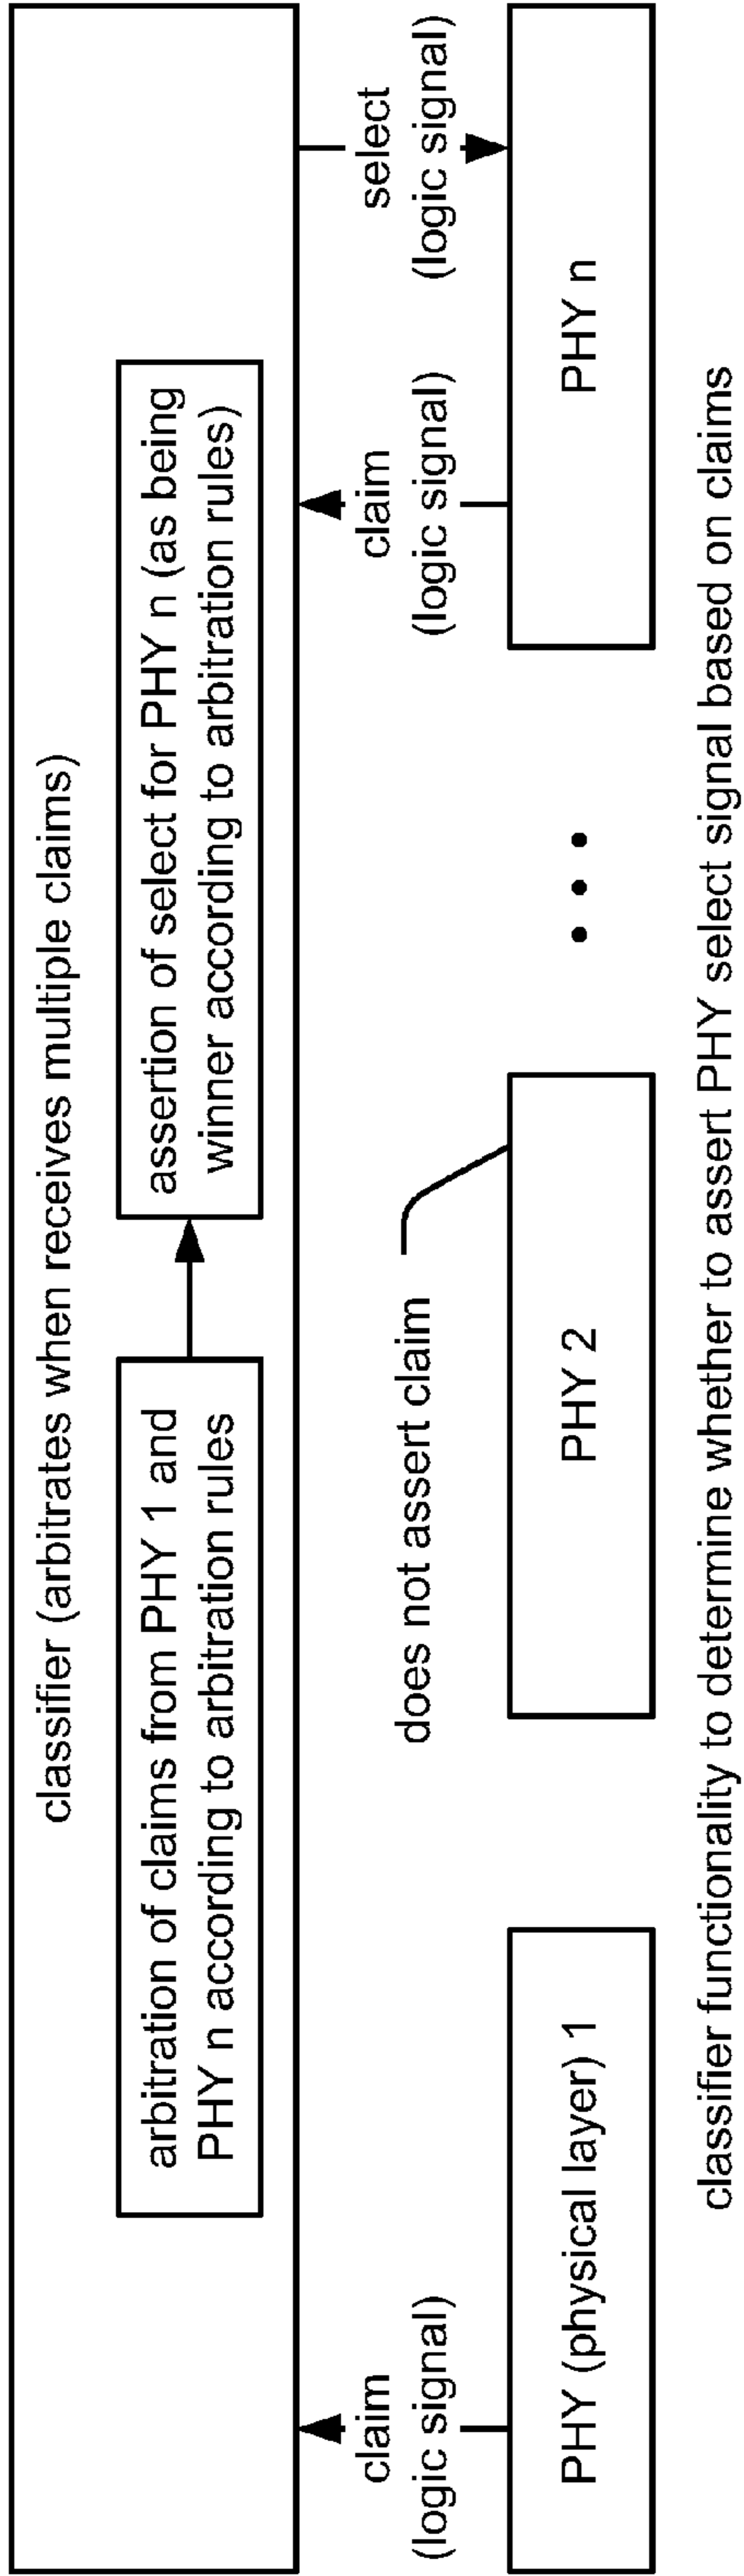 classifier (arbitrates when receives multiple claims)
arbitration of claims from PHY 1 and
PHY n according to arbitration rules
assertion of select for PHY n (as being
winner according to arbitration rules)
claim
(logic signal)
does not assert claim
claim
(logic signal)
select
(logic signal)
PHY (physical layer) 1
PHY 2
PHY n
classifier functionality to determine whether to assert PHY select signal based on claims